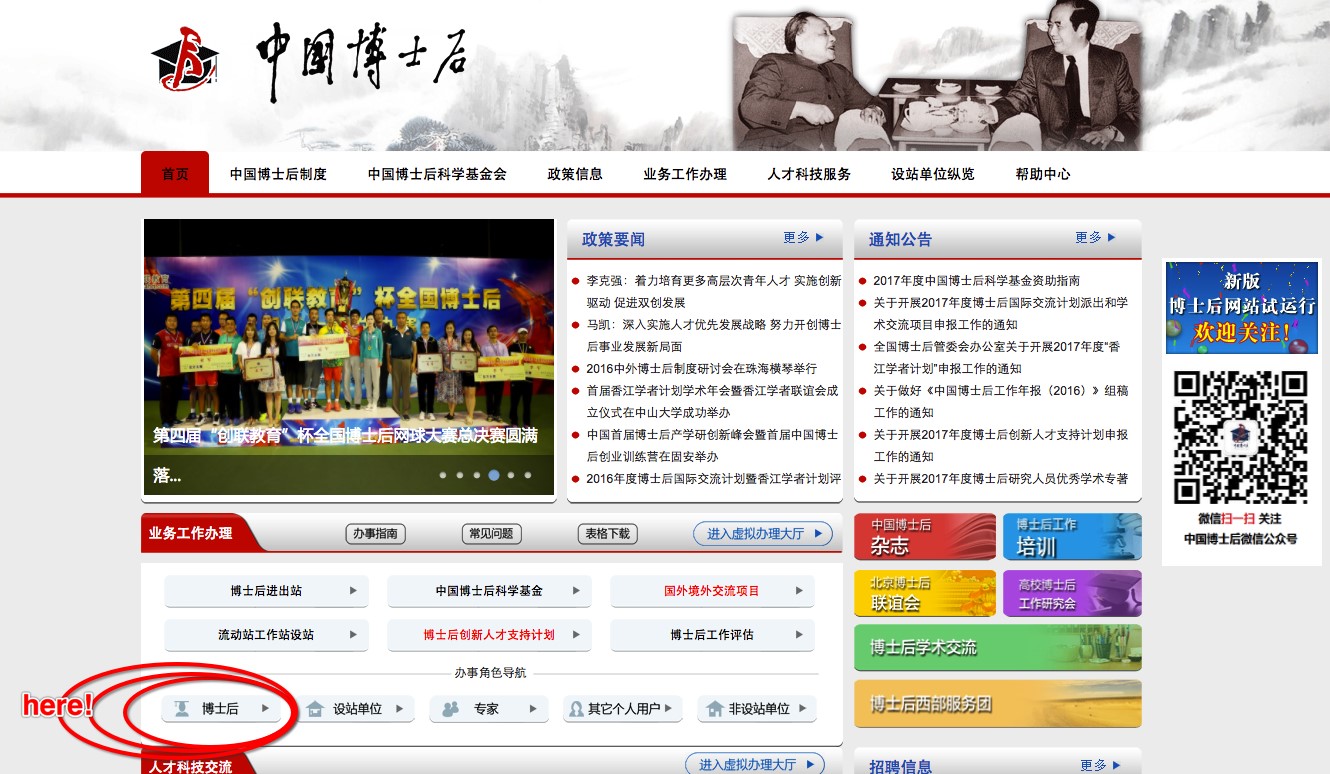 中国博士后
首页
中国博士后制度
中国博士后科学基金会
政策信息
业务工作办理
人才科技服务
设站单位纵览
帮助中心
第四届“创联教育”杯全国博士后
第四届“创联教育”杯全国博士后网球大赛总决赛圆满
落...
政策要闻
更多
李克强：着力培育更多高层次青年人才 实施创新
驱动 促进双创发展
马凯：深入实施人才优先发展战略 努力开创博士
后事业发展新局面
2016中外博士后制度研讨会在珠海横琴举行
首届香江学者计划学术年会暨香江学者联谊会成
立仪式在中山大学成功举办
中国首届博士后产学研创新峰会暨首届中国博士
后创业训练营在固安举办
2016年度博士后国际交流计划暨香江学者计划评
通知公告
更多
2017年度中国博士后科学基金资助指南
关于开展2017年度博士后国际交流计划派出和学
术交流项目申报工作的通知
全国博士后管委会办公室关于开展2017年度“香
江学者计划”申报工作的通知
关于做好《中国博士后工作年报（2016）》组稿
工作的通知
关于开展2017年度博士后创新人才支持计划申报
工作的通知
关于开展2017年度博士后研究人员优秀学术专著
新版
博士后网站试运行
欢迎关注!
微信扫一扫 关注
中国博士后微信公众号
业务工作办理
办事指南
常见问题
表格下载
进入虚拟办理大厅
博士后进出站
中国博士后科学基金
国外境外交流项目
流动站工作站设站
博士后创新人才支持计划
博士后工作评估
办事角色导航
here!
博士后
设站单位
专家
其它个人用户
非设站单位
中国博士后
杂志
博士后工作
培训
北京博士后
联谊会
高校博士后
工作研究会
博士后学术交流
博士后西部服务团
人才科技交流
进入虚拟办理大厅
招聘信息
更多